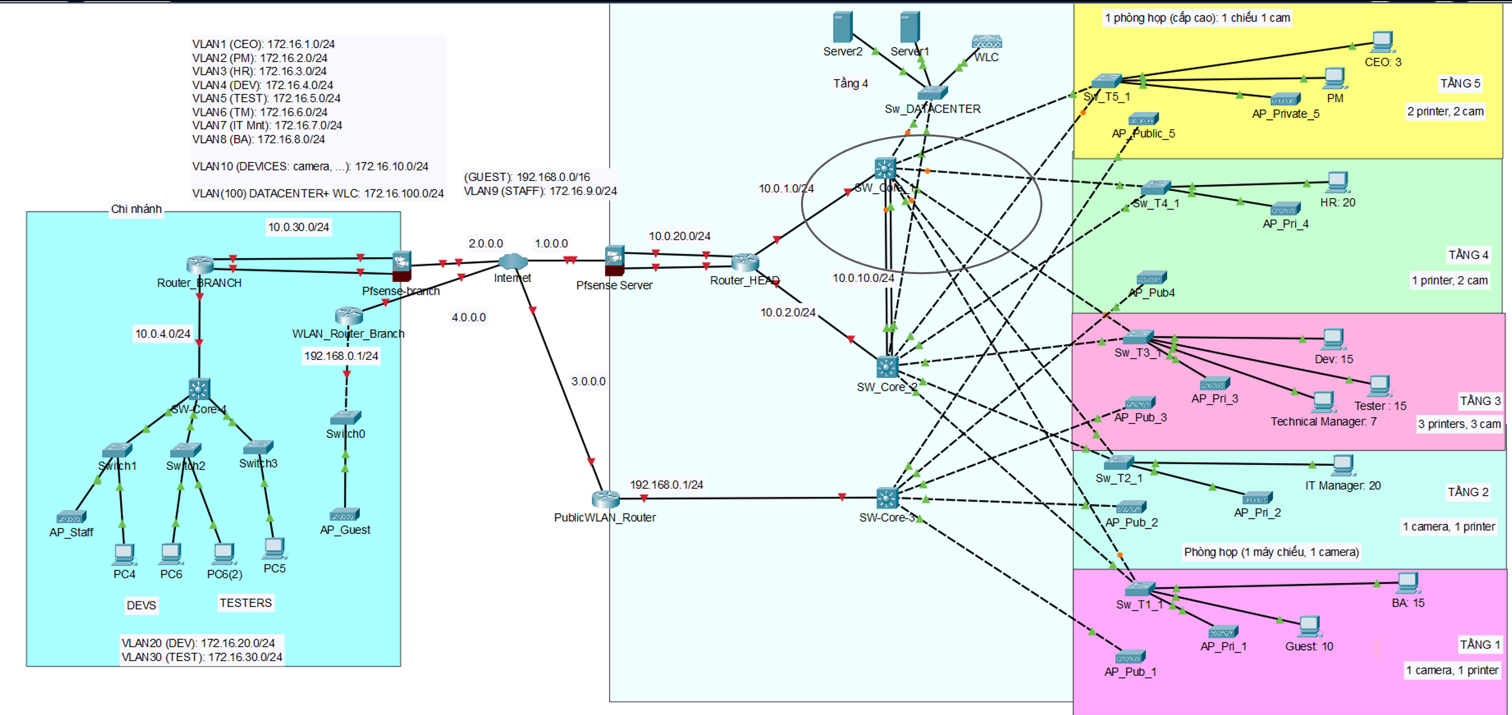 VLAN1 (CEO): 172.16.1.0/24
VLAN2 (PM): 172.16.2.0/24
VLAN3 (HR): 172.16.3.0/24
VLAN4 (DEV): 172.16.4.0/24
VLAN5 (TEST): 172.16.5.0/24
VLAN6 (TM): 172.16.6.0/24
VLAN7 (IT Mnt): 172.16.7.0/24
VLAN8 (BA): 172.16.8.0/24
VLAN10 (DEVICES: camera, ...): 172.16.10.0/24
VLAN(100) DATACENTER+ WLC: 172.16.100.0/24
(GUEST): 192.168.0.0/16
VLAN9 (STAFF): 172.16.9.0/24
Chi nhánh
10.0.30.0/24
Router_BRANCH
Pfsense-branch
10.0.4.0/24
WLAN_Router_Branch
192.168.0.1/24
SW-Core-4
Switch0
Switch1
Switch2
Switch3
AP_Staff
AP_Guest
PC4
PC6
PC6(2)
PC5
DEVS
TESTERS
VLAN20 (DEV): 172.16.20.0/24
VLAN30 (TEST): 172.16.30.0/24
2.0.0.0
1.0.0.0
Internet
4.0.0.0
3.0.0.0
Pfsense Server
10.0.20.0/24
Router_HEAD
10.0.1.0/24
10.0.2.0/24
10.0.10.0/24
PublicWLAN_Router
192.168.0.1/24
Server2
Server1
WLC
Tầng 4
Sw_DATACENTER
SW_Core_1
SW_Core_2
SW-Core-3
1 phòng họp (cấp cao): 1 chiếu 1 cam
CEO: 3
Sw_T5_1
PM
AP_Private_5
AP_Public_5
TẦNG 5
2 printer, 2 cam
Sw_T4_1
HR: 20
AP_Pri_4
TẦNG 4
1 printer, 2 cam
AP_Pub4
Sw_T3_1
Dev: 15
AP_Pri_3
Tester : 15
Technical Manager: 7
AP_Pub_3
TẦNG 3
3 printers, 3 cam
Sw_T2_1
IT Manager: 20
AP_Pri_2
AP_Pub_2
TẦNG 2
1 camera, 1 printer
Phòng họp (1 máy chiếu, 1 camera)
Sw_T1_1
BA: 15
AP_Pri_1
Guest: 10
AP_Pub_1
TẦNG 1
1 camera, 1 printer